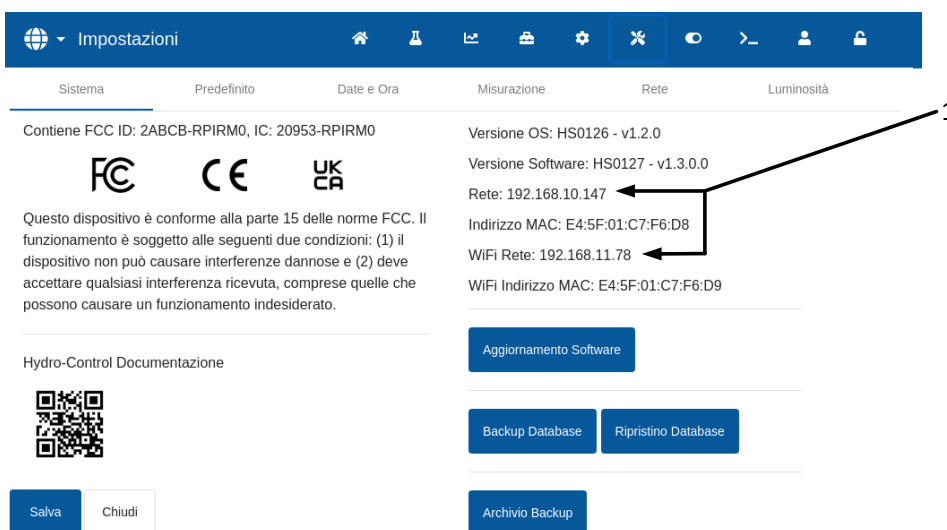 Impostazioni
Sistema
Predefinito
Date e Ora
Misurazione
Rete
Luminosità
Contiene FCC ID: 2ABCB-RPIRM0, IC: 20953-RPIRM0
FC CE UK CA
Questo dispositivo è conforme alla parte 15 delle norme FCC. Il
funzionamento è soggetto alle seguenti due condizioni: (1) il
dispositivo non può causare interferenze dannose e (2) deve
accettare qualsiasi interferenza ricevuta, comprese quelle che
possono causare un funzionamento indesiderato.
Hydro-Control Documentazione
Salva
Chiudi
Versione OS: HS0126 - v1.2.0
Versione Software: HS0127 - v1.3.0.0
Rete: 192.168.10.147
Indirizzo MAC: E4:5F:01:C7:F6:D8
WiFi Rete: 192.168.11.78
WiFi Indirizzo MAC: E4:5F:01:C7:F6:D9
Aggiornamento Software
Backup Database
Ripristino Database
Archivio Backup
1